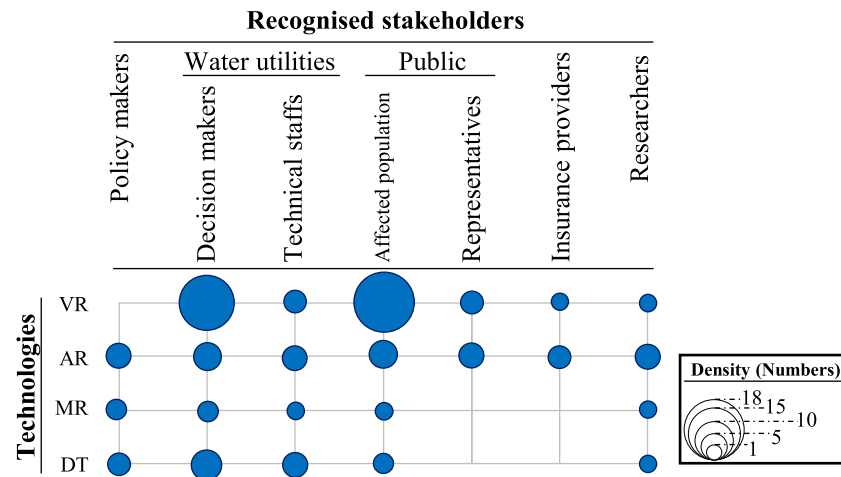 Recognised stakeholders
Policy makers
Water utilities
Decision makers
Technical staffs
Public
Affected population
Representatives
Insurance providers
Researchers
Technologies
VR
AR
MR
DT
Density (Numbers)
18
15
10
5
1